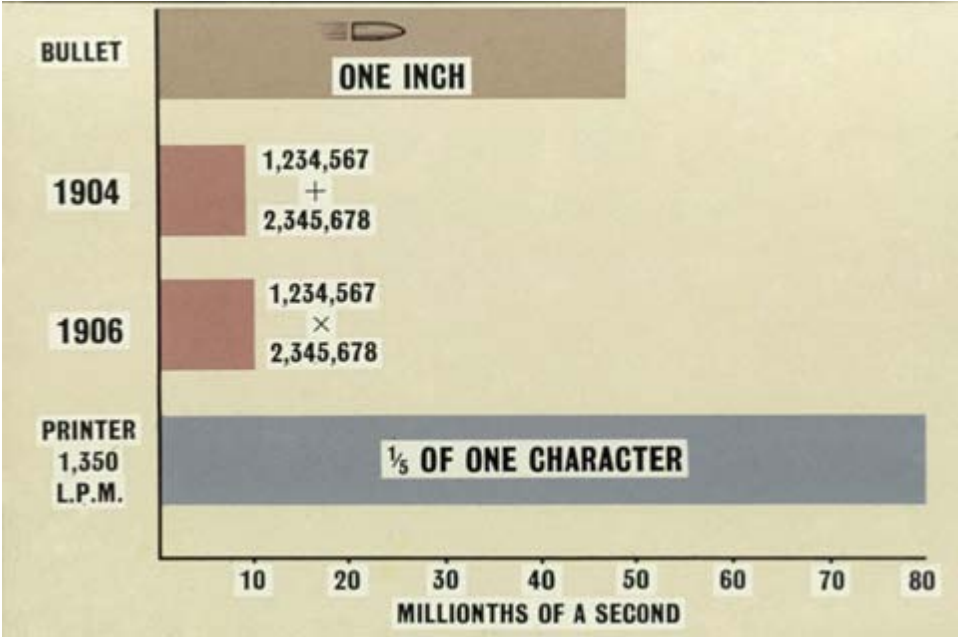 BULLET
ONE INCH
1904
1,234,567
+
2,345,678
1906
1,234,567
×
2,345,678
PRINTER
1,350
L.P.M.
⅕ OF ONE CHARACTER
10 20 30 40 50 60 70 80
MILLIONTHS OF A SECOND